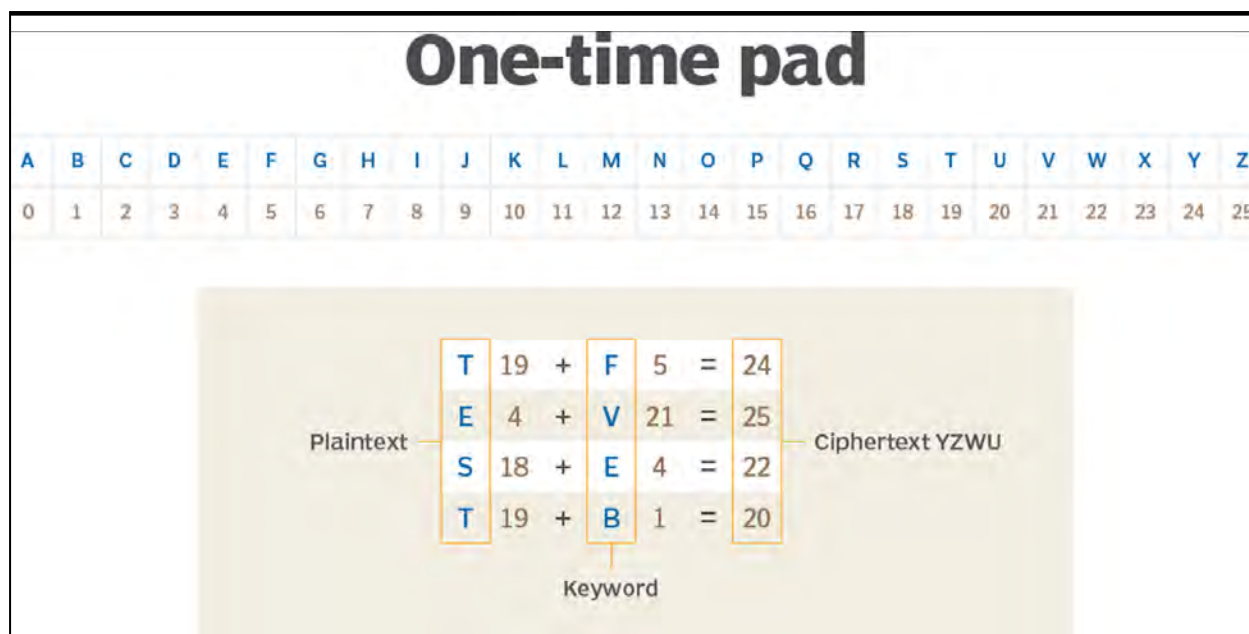 One-time pad
A B C D E F G H I J K L M N O P Q R S T U V W X Y Z
0 1 2 3 4 5 6 7 8 9 10 11 12 13 14 15 16 17 18 19 20 21 22 23 24 25
T 19 + F 5 = 24
E 4 + V 21 = 25
Plaintext
Ciphertext YZWU
S 18 + E 4 = 22
T 19 + B 1 = 20
Keyword